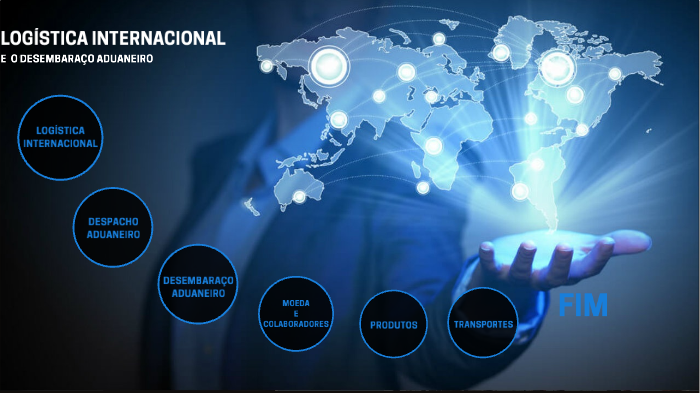 LOGÍSTICA INTERNACIONAL
E O DESEMBARAÇO ADUANEIRO
LOGÍSTICA
INTERNACIONAL
DESPACHO
ADUANEIRO
DESEMBARAÇO
ADUANEIRO
MOEDA
E
COLABORADORES
PRODUTOS
TRANSPORTES
FIM